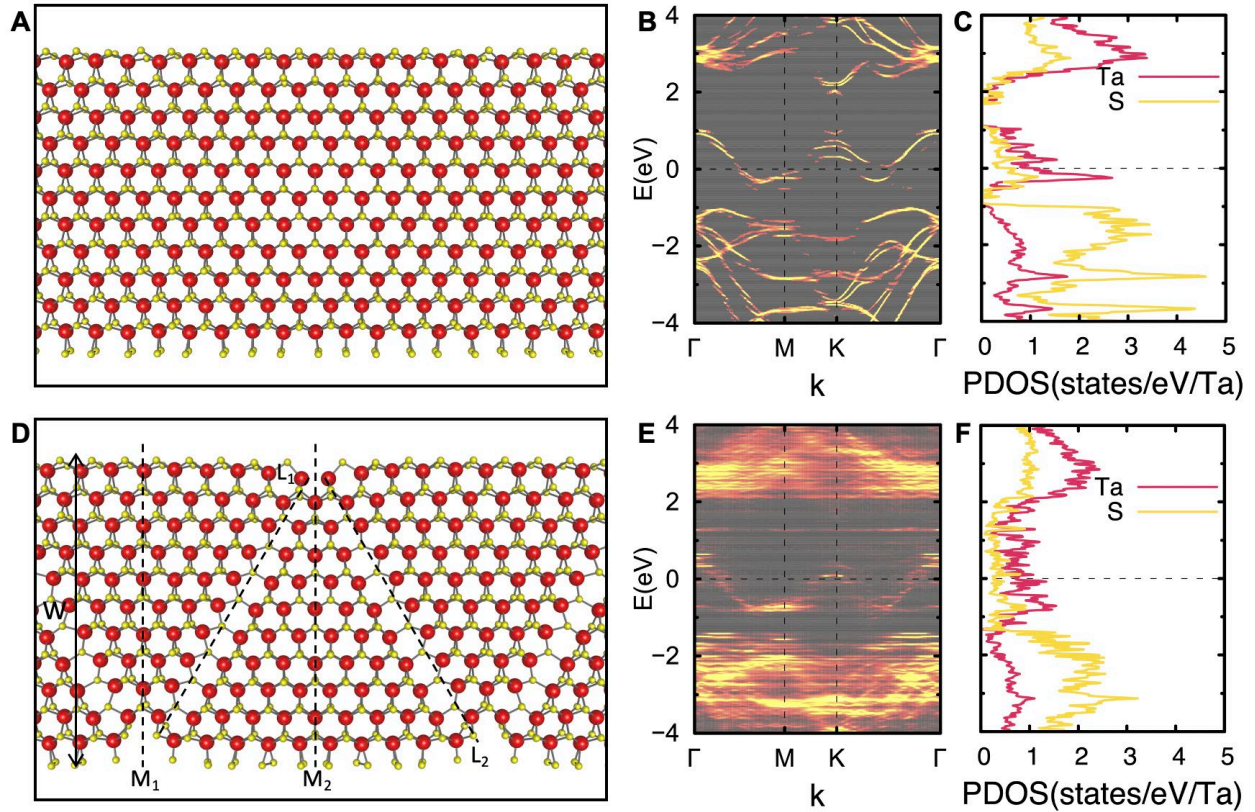 A
B
C
4
2
0
−2
−4
E(eV)
Γ
M
K
Γ
k
Ta
S
0
1
2
3
4
5
PDOS(states/eV/Ta)
D
W
L1
L2
M1
M2
E
F
4
2
0
−2
−4
E(eV)
Γ
M
K
Γ
k
Ta
S
0
1
2
3
4
5
PDOS(states/eV/Ta)